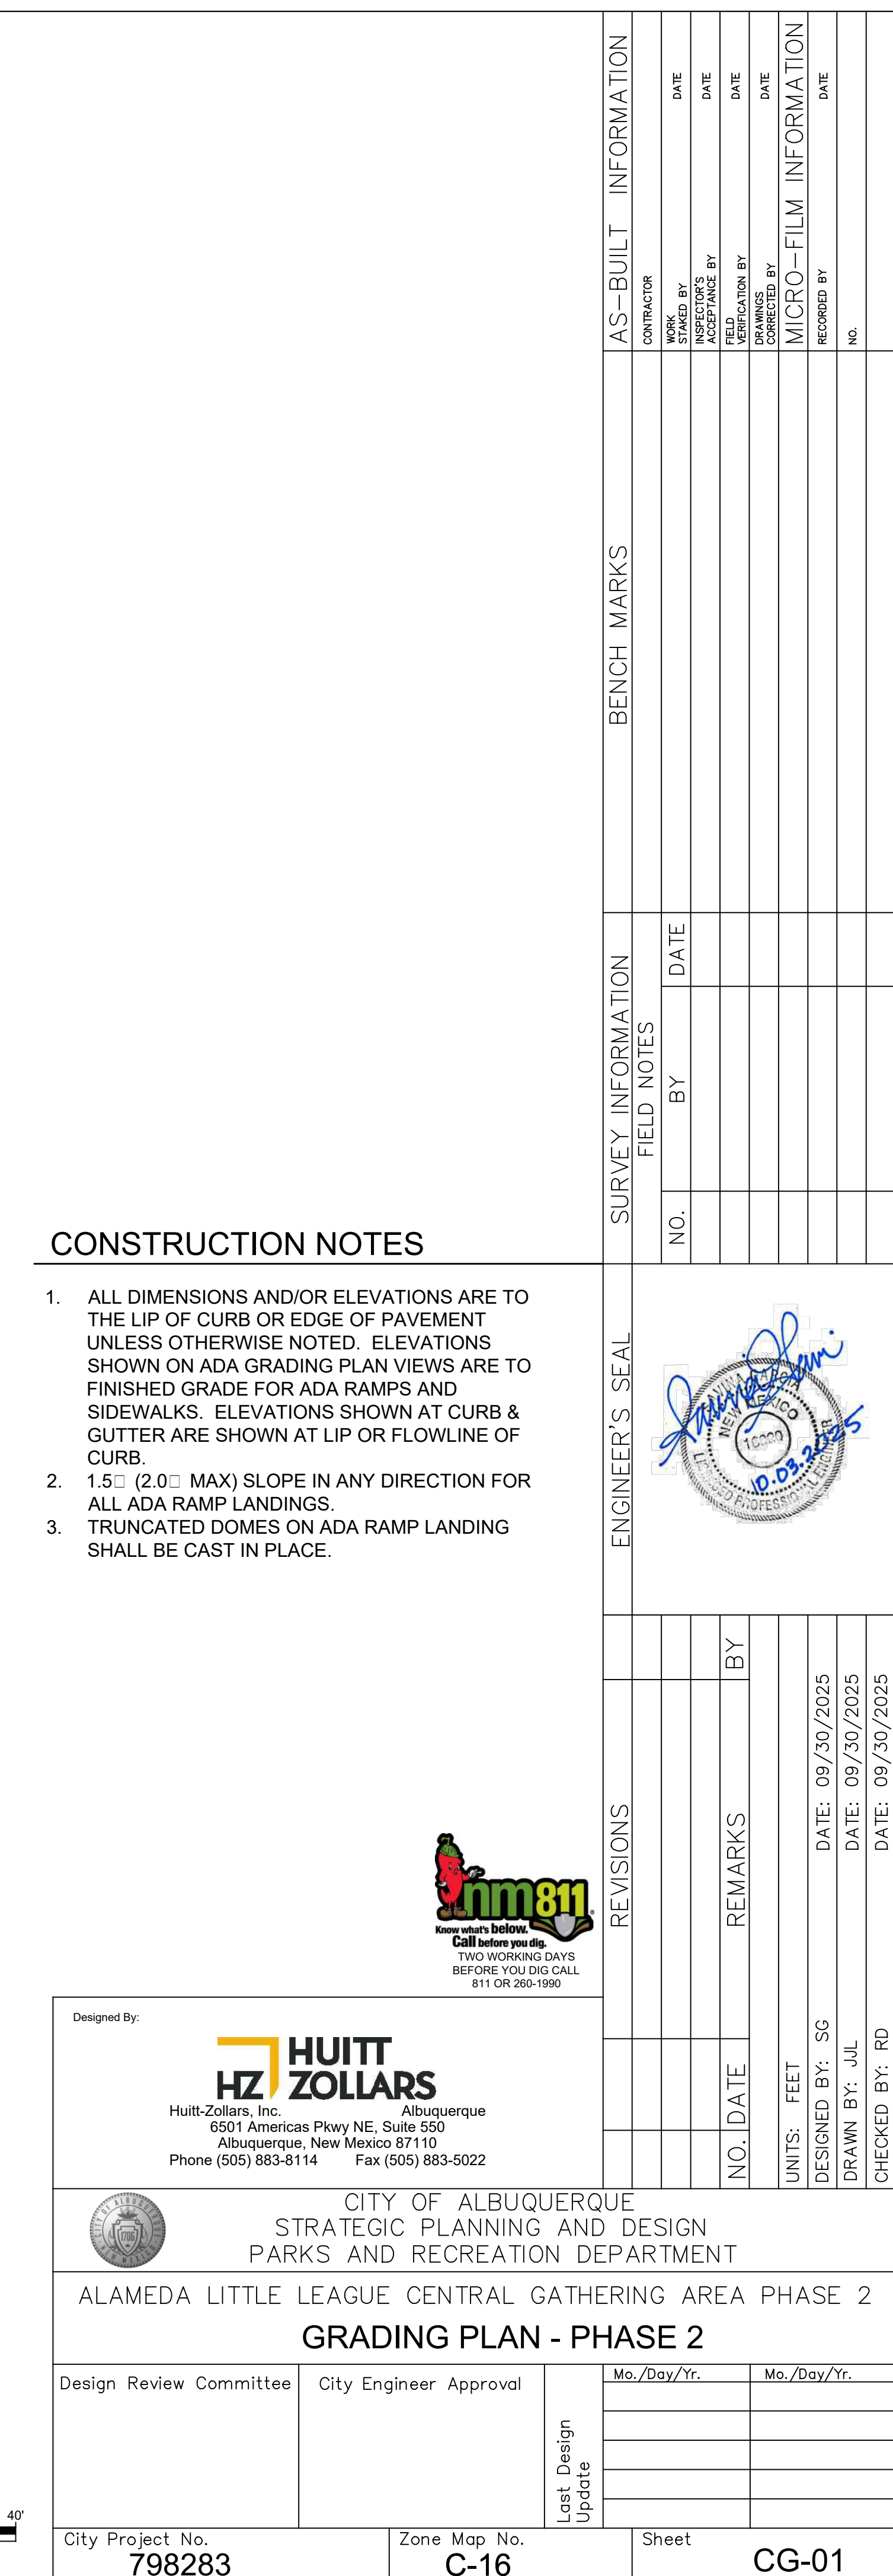 AS-BUILT INFORMATION
CONTRACTOR
WORK
STAKED BY DATE
INSPECTOR'S
ACCEPTANCE BY DATE
FIELD
VERIFICATION BY DATE
DRAWINGS
CORRECTED BY DATE
MICRO-FILM INFORMATION
RECORDED BY DATE
NO.
BENCH MARKS
SURVEY INFORMATION
FIELD NOTES
NO. BY DATE
CONSTRUCTION NOTES
1. ALL DIMENSIONS AND/OR ELEVATIONS ARE TO
THE LIP OF CURB OR EDGE OF PAVEMENT
UNLESS OTHERWISE NOTED. ELEVATIONS
SHOWN ON ADA GRADING PLAN VIEWS ARE TO
FINISHED GRADE FOR ADA RAMPS AND
SIDEWALKS. ELEVATIONS SHOWN AT CURB &
GUTTER ARE SHOWN AT LIP OR FLOWLINE OF
CURB.
2. 1.5□ (2.0□ MAX) SLOPE IN ANY DIRECTION FOR
ALL ADA RAMP LANDINGS.
3. TRUNCATED DOMES ON ADA RAMP LANDING
SHALL BE CAST IN PLACE.
ENGINEER'S SEAL
NEW MEXICO
LICENSED PROFESSIONAL ENGINEER
10.03.2025
REVISIONS
NO. DATE REMARKS BY
UNITS: FEET
DESIGNED BY: SG DATE: 09/30/2025
DRAWN BY: JJL DATE: 09/30/2025
CHECKED BY: RD DATE: 09/30/2025
nm811
Know what's below.
Call before you dig.
TWO WORKING DAYS
BEFORE YOU DIG CALL
811 OR 260-1990
Designed By:
HZ HUITT
ZOLLARS
Huitt-Zollars, Inc. Albuquerque
6501 Americas Pkwy NE, Suite 550
Albuquerque, New Mexico 87110
Phone (505) 883-8114 Fax (505) 883-5022
CITY OF ALBUQUERQUE
NEW MEXICO
1706
CITY OF ALBUQUERQUE
STRATEGIC PLANNING AND DESIGN
PARKS AND RECREATION DEPARTMENT
ALAMEDA LITTLE LEAGUE CENTRAL GATHERING AREA PHASE 2
GRADING PLAN - PHASE 2
Design Review Committee
City Engineer Approval
Last Design
Update
Mo./Day/Yr. Mo./Day/Yr.
40'
City Project No.
798283
Zone Map No.
C-16
Sheet
CG-01